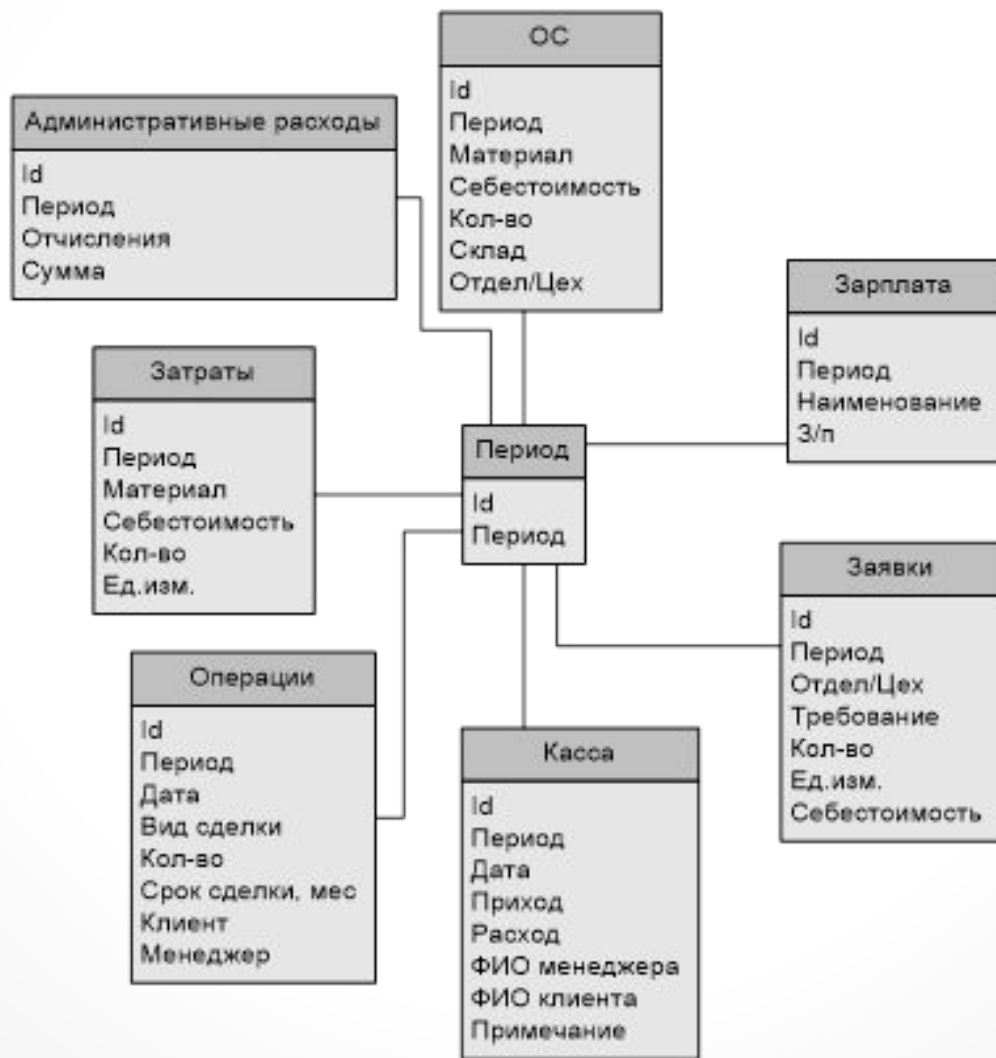 ОС
Id
Период
Материал
Себестоимость
Кол-во
Склад
Отдел/Цех
Административные расходы
Id
Период
Отчисления
Сумма
Зарплата
Id
Период
Наименование
З/п
Затраты
Id
Период
Материал
Себестоимость
Кол-во
Ед.изм.
Период
Id
Период
Заявки
Id
Период
Отдел/Цех
Требование
Кол-во
Ед.изм.
Себестоимость
Операции
Id
Период
Дата
Вид сделки
Кол-во
Срок сделки, мес
Клиент
Менеджер
Касса
Id
Период
Дата
Приход
Расход
ФИО менеджера
ФИО клиента
Примечание